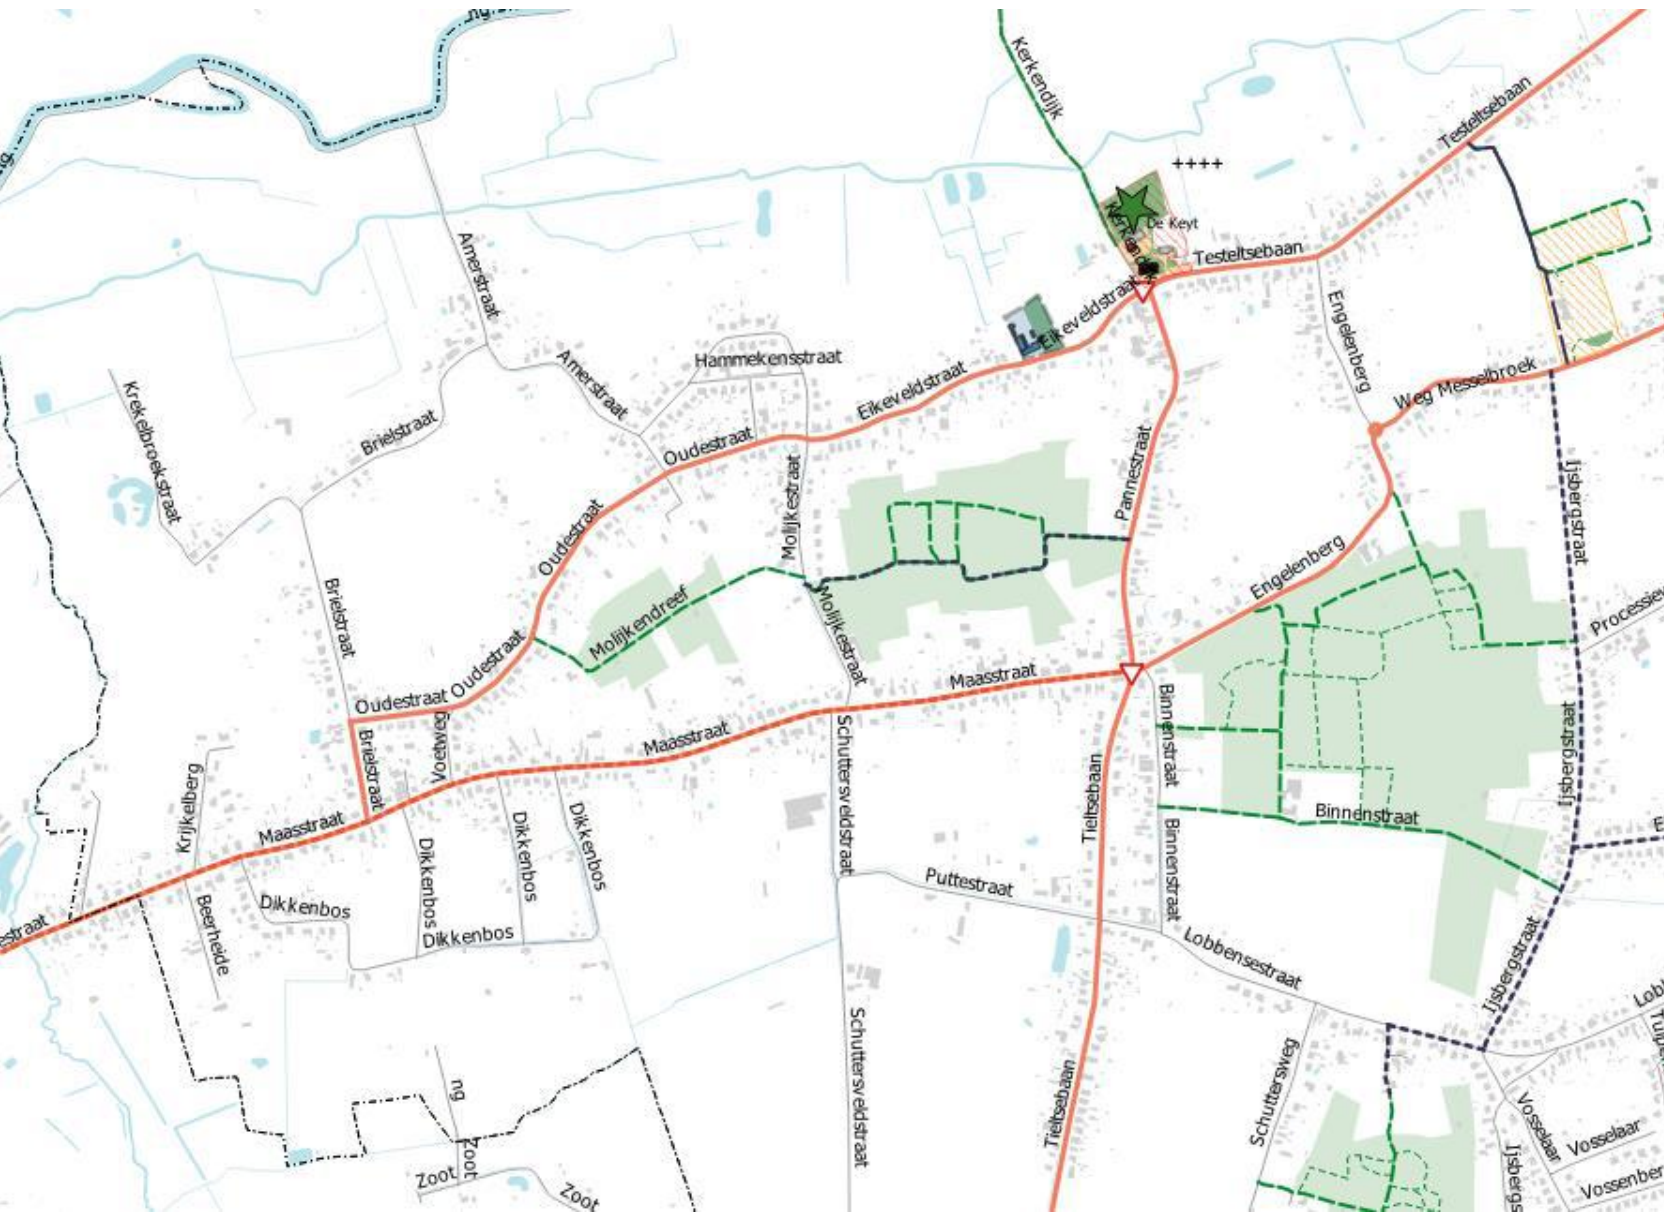 Kerkendijk
Testeltsebaan
++++
De Keyt
Testeltsebaan
Amerstraat
Eikeveldstraat
Engelenberg
Hammekensstraat
Amerstraat
Krekelbroekstraat
Brielstraat
Eikeveldstraat
Weg Messelbroek
Oudestraat
Pannestraat
Molijkestraat
Ijsbergstraat
Oudestraat
Engelenberg
Brielstraat
Molijkendreef
Molijkestraat
Oudestraat
Oudestraat
Maasstraat
Binnenstraat
Ijsbergstraat
Voetweg
Maasstraat
Brielstraat
Schuttersveldstraat
Tieltsebaan
Krijkelberg
Maasstraat
Binnenstraat
Dikkenbos
Dikkenbos
Dikkenbos
Binnenstraat
Puttestraat
Dikkenbos
Beerheide
Dikkenbos
Lobbensestraat
Ijsbergstraat
Schuttersveldstraat
Tieltsebaan
Schuttersweg
Vosselaar
Vosselaar
ng
Zoot
Zoot
Zoot